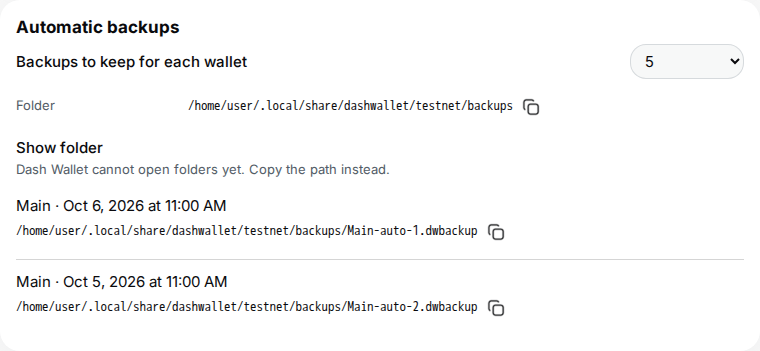 Automatic backups
Backups to keep for each wallet 5
Folder /home/user/.local/share/dashwallet/testnet/backups
Show folder
Dash Wallet cannot open folders yet. Copy the path instead.
Main · Oct 6, 2026 at 11:00 AM
/home/user/.local/share/dashwallet/testnet/backups/Main-auto-1.dwbackup
Main · Oct 5, 2026 at 11:00 AM
/home/user/.local/share/dashwallet/testnet/backups/Main-auto-2.dwbackup